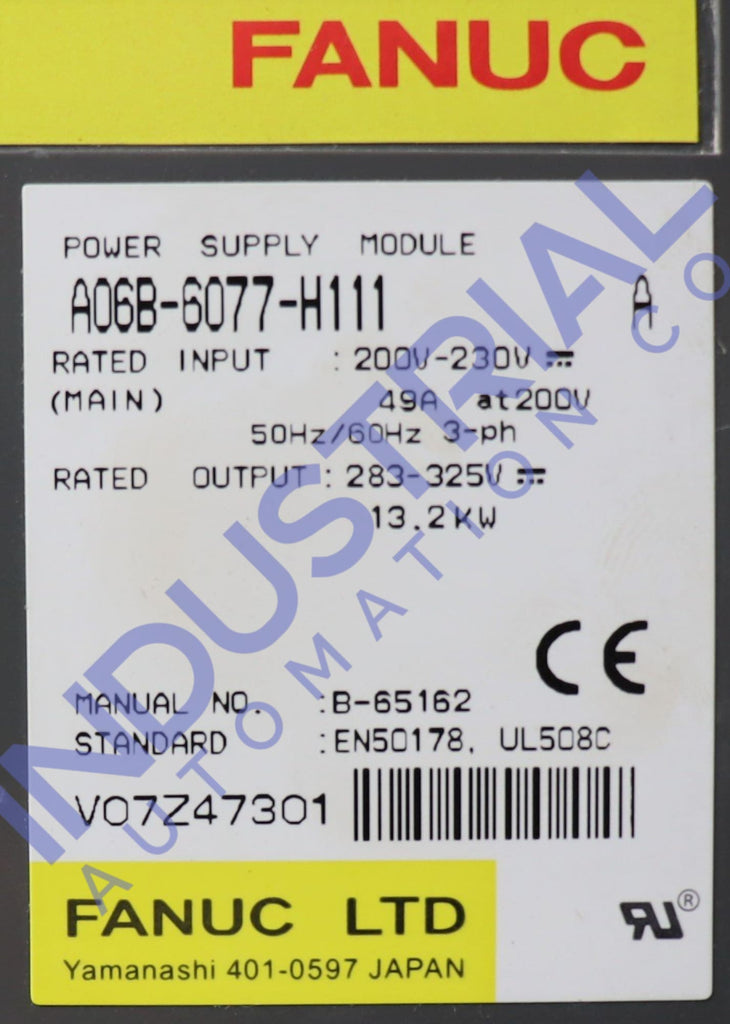 FANUC
POWER SUPPLY MODULE
A06B-6077-H111 A
RATED INPUT : 200V-230V ⎓
(MAIN) 49A at200V
50Hz/60Hz 3-ph
RATED OUTPUT : 283-325V ⎓
13.2kW
CE
MANUAL NO. :B-65162
STANDARD :EN50178, UL508C
V07Z47301
FANUC LTD
Yamanashi 401-0597 JAPAN
RU®
INDUSTRIAL
AUTOMATION CO